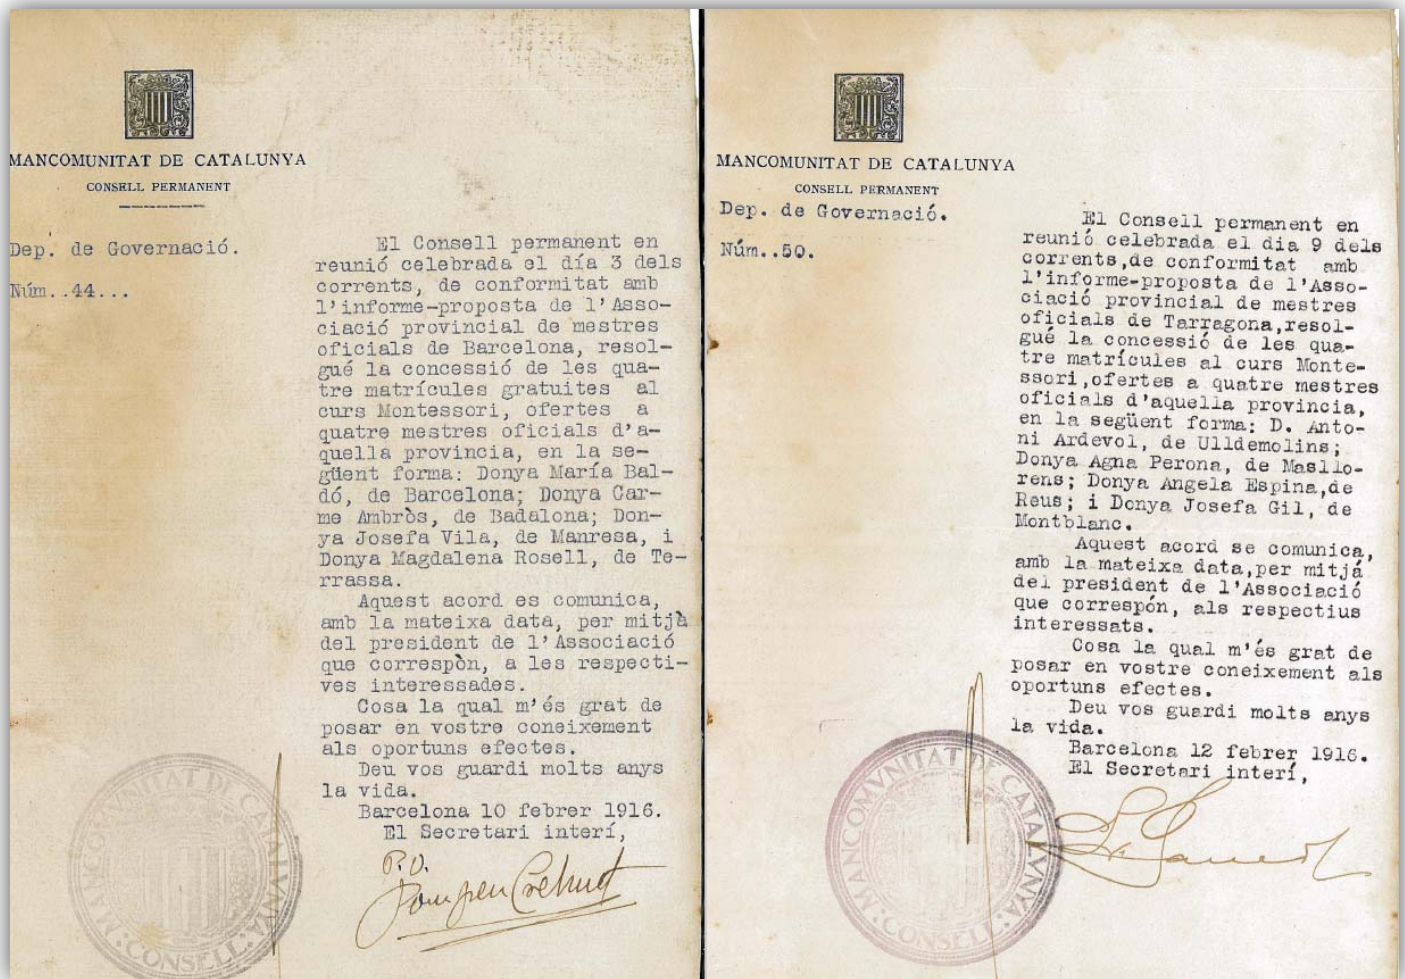 MANCOMUNITAT DE CATALUNYA
CONSELL PERMANENT
Dep. de Governació.
Núm..44...
El Consell permanent en
reunió celebrada el día 3 dels
corrents, de conformitat amb
l'informe-proposta de l'Asso-
ciació provincial de mestres
oficials de Barcelona, resol-
gué la concessió de les qua-
tre matrícules gratuites al
curs Montessori, ofertes a
quatre mestres oficials d'a-
quella provincia, en la se-
güent forma: Donya María Bal-
dó, de Barcelona; Donya Car-
me Ambròs, de Badalona; Don-
ya Josefa Vila, de Manresa, i
Donya Magdalena Rosell, de Te-
rrassa.
Aquest acord es comunica,
amb la mateixa data, per mitjà
del president de l'Associació
que correspòn, a les respecti-
ves interessades.
Cosa la qual m'és grat de
posar en vostre coneixement
als oportuns efectes.
Deu vos guardi molts anys
la vida.
Barcelona 10 febrer 1916.
El Secretari interí,
P.O.
Pompeu Crehuet
MANCOMVNITAT DE CATALVNYA
CONSELL
MANCOMUNITAT DE CATALUNYA
CONSELL PERMANENT
Dep. de Governació.
Núm..50.
El Consell permanent en
reunió celebrada el dia 9 dels
corrents,de conformitat amb
l'informe-proposta de l'Asso-
ciació provincial de mestres
oficials de Tarragona,resol-
gué la concessió de les qua-
tre matrícules al curs Monte-
ssori,ofertes a quatre mestres
oficials d'aquella provincia,
en la següent forma: D. Anto-
ni Ardevol, de Ulldemolins;
Donya Agna Perona, de Masllo-
rens; Donya Angela Espina,de
Reus; i Donya Josefa Gil, de
Montblanc.
Aquest acord se comunica,
amb la mateixa data,per mitjá
del president de l'Associació
que correspón, als respectius
interessats.
Cosa la qual m'és grat de
posar en vostre coneixement als
oportuns efectes.
Deu vos guardi molts anys
la vida.
Barcelona 12 febrer 1916.
El Secretari interí,
MANCOMVNITAT DE CATALVNYA
CONSELL